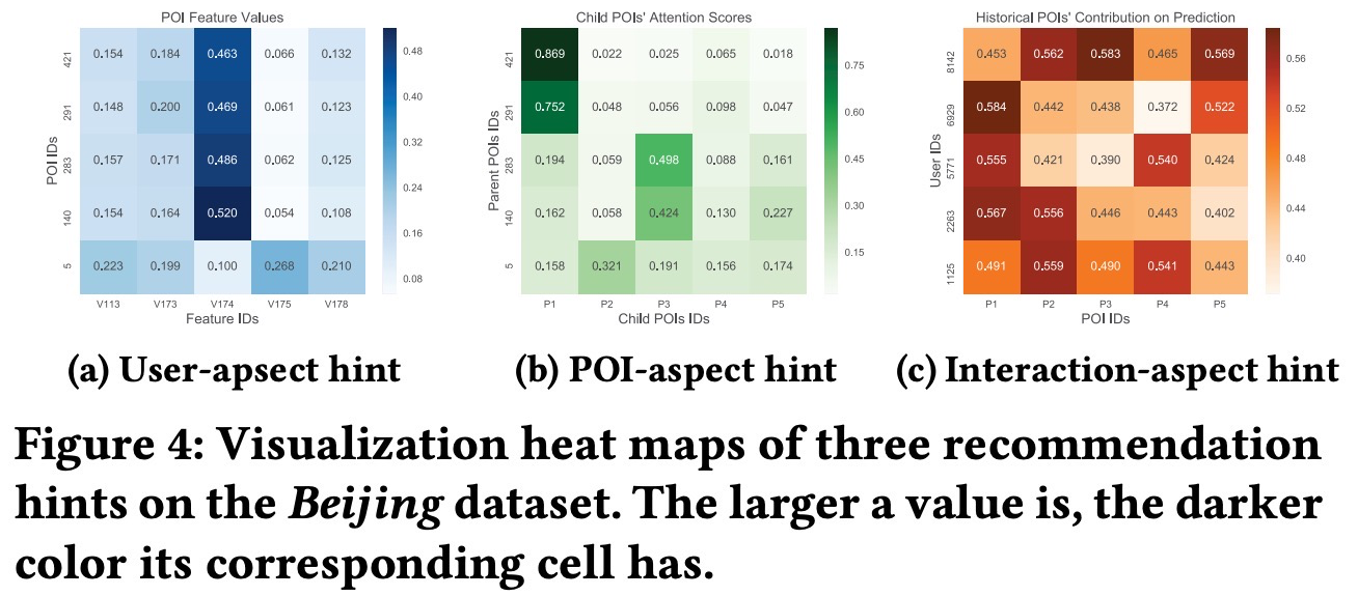 POI Feature Values
421 0.154 0.184 0.463 0.066 0.132
291 0.148 0.200 0.469 0.061 0.123
283 0.157 0.171 0.486 0.062 0.125
140 0.154 0.164 0.520 0.054 0.108
5 0.223 0.199 0.100 0.268 0.210
V113 V173 V174 V175 V178
Feature IDs
POI IDs
0.48
0.40
0.32
0.24
0.16
0.08
(a) User-apsect hint
Child POIs' Attention Scores
421 0.869 0.022 0.025 0.065 0.018
291 0.752 0.048 0.056 0.098 0.047
283 0.194 0.059 0.498 0.088 0.161
140 0.162 0.058 0.424 0.130 0.227
5 0.158 0.321 0.191 0.156 0.174
P1 P2 P3 P4 P5
Child POIs IDs
Parent POIs IDs
0.75
0.60
0.45
0.30
0.15
(b) POI-aspect hint
Historical POIs' Contribution on Prediction
8142 0.453 0.562 0.583 0.465 0.569
6929 0.584 0.442 0.438 0.372 0.522
5771 0.555 0.421 0.390 0.540 0.424
2263 0.567 0.556 0.446 0.443 0.402
1125 0.491 0.559 0.490 0.541 0.443
P1 P2 P3 P4 P5
POI IDs
User IDs
0.56
0.52
0.48
0.44
0.40
(c) Interaction-aspect hint
Figure 4: Visualization heat maps of three recommendation
hints on the Beijing dataset. The larger a value is, the darker
color its corresponding cell has.